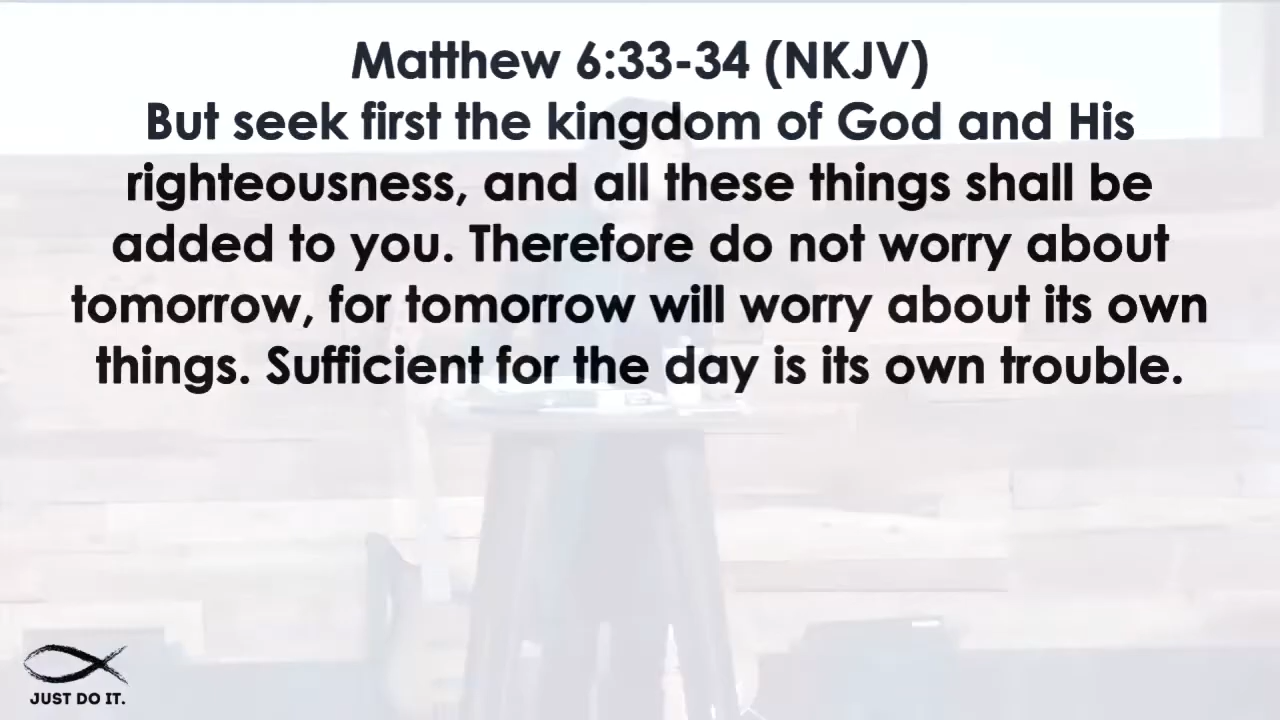 Matthew 6:33-34 (NKJV)
But seek first the kingdom of God and His
righteousness, and all these things shall be
added to you. Therefore do not worry about
tomorrow, for tomorrow will worry about its own
things. Sufficient for the day is its own trouble.
JUST DO IT.